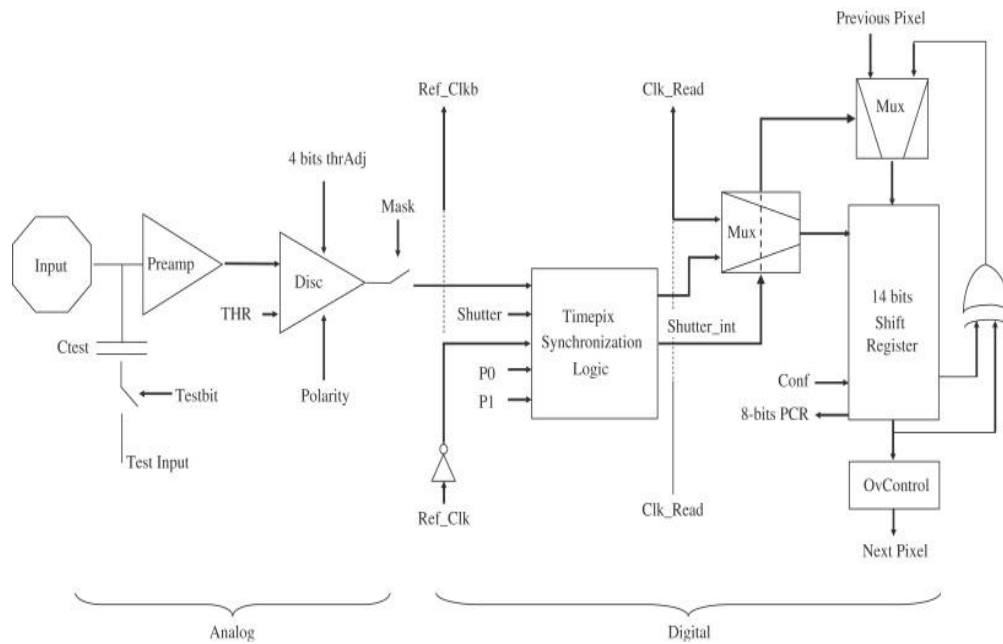 Previous Pixel
Ref_Clkb
Clk_Read
Mux
4 bits thrAdj
Mask
Mux
Input
Preamp
Disc
THR
Shutter
Timepix
Synchronization
Logic
Shutter_int
14 bits
Shift
Register
Ctest
P0
P1
Conf
8-bits PCR
Testbit
Polarity
Test Input
OvControl
Ref_Clk
Clk_Read
Next Pixel
Analog
Digital